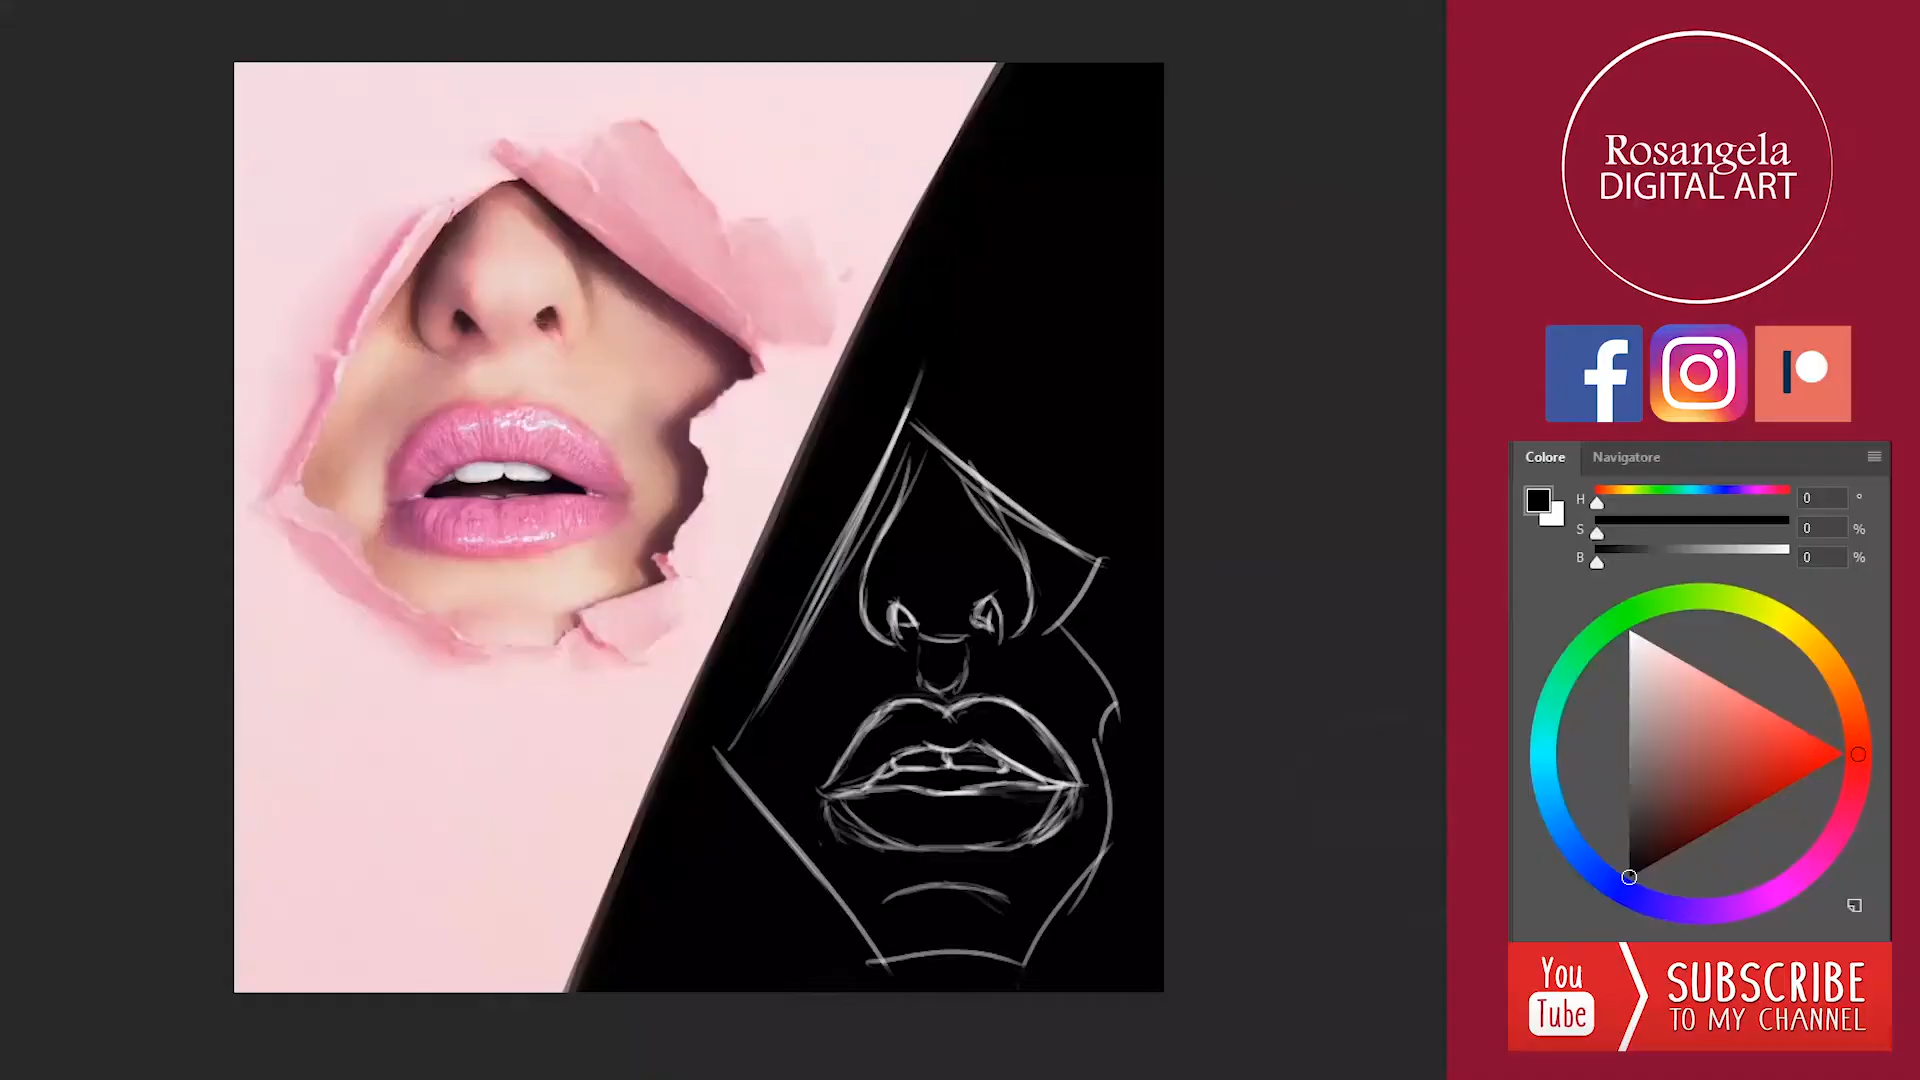 Rosangela
DIGITAL ART
Colore Navigatore
H 0 °
S 0 %
B 0 %
You
Tube
SUBSCRIBE
TO MY CHANNEL